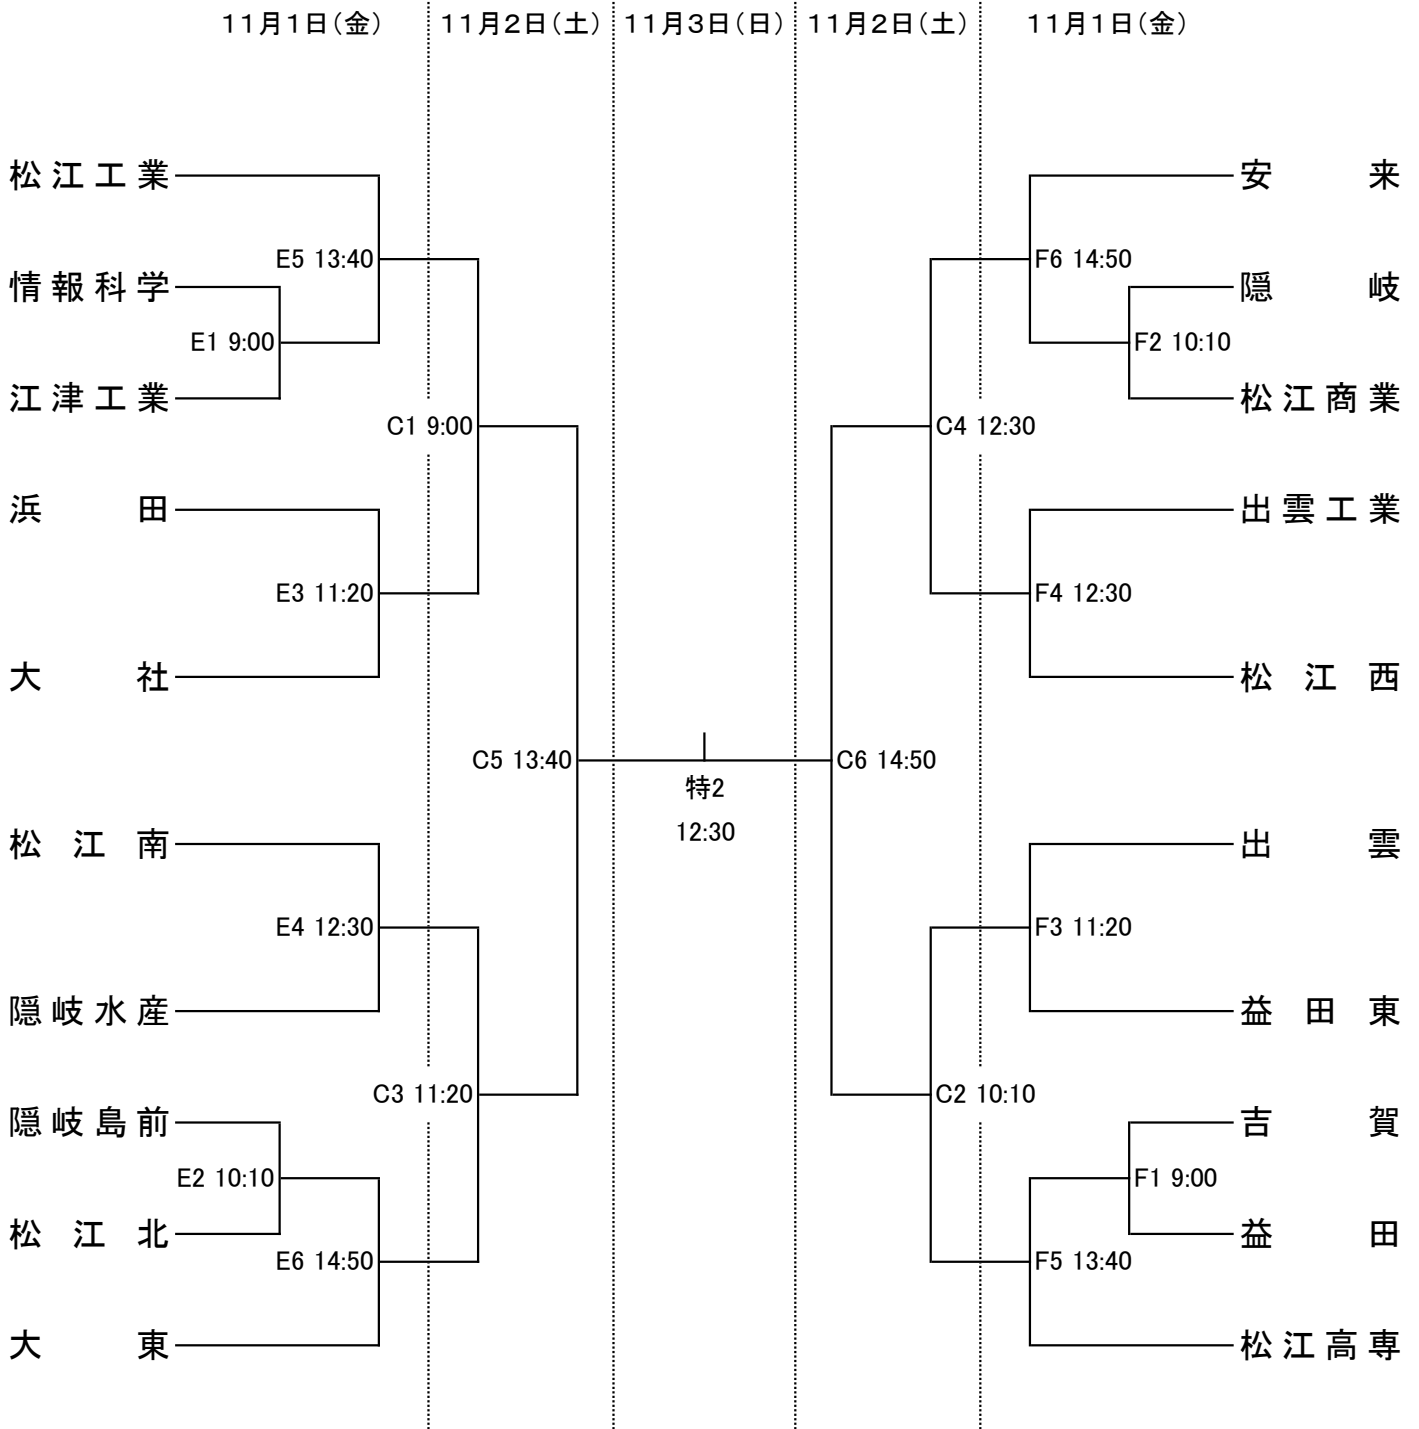 11月1日(金) 11月2日(土) 11月3日(日) 11月2日(土) 11月1日(金)
松江工業
安来
E5 13:40
F6 14:50
情報科学
隠岐
E1 9:00
F2 10:10
江津工業
松江商業
C1 9:00
C4 12:30
浜田
出雲工業
E3 11:20
F4 12:30
大社
松江西
C5 13:40
C6 14:50
特2
12:30
松江南
出雲
E4 12:30
F3 11:20
隠岐水産
益田東
C3 11:20
C2 10:10
隠岐島前
吉賀
E2 10:10
F1 9:00
松江北
益田
E6 14:50
F5 13:40
大東
松江高専